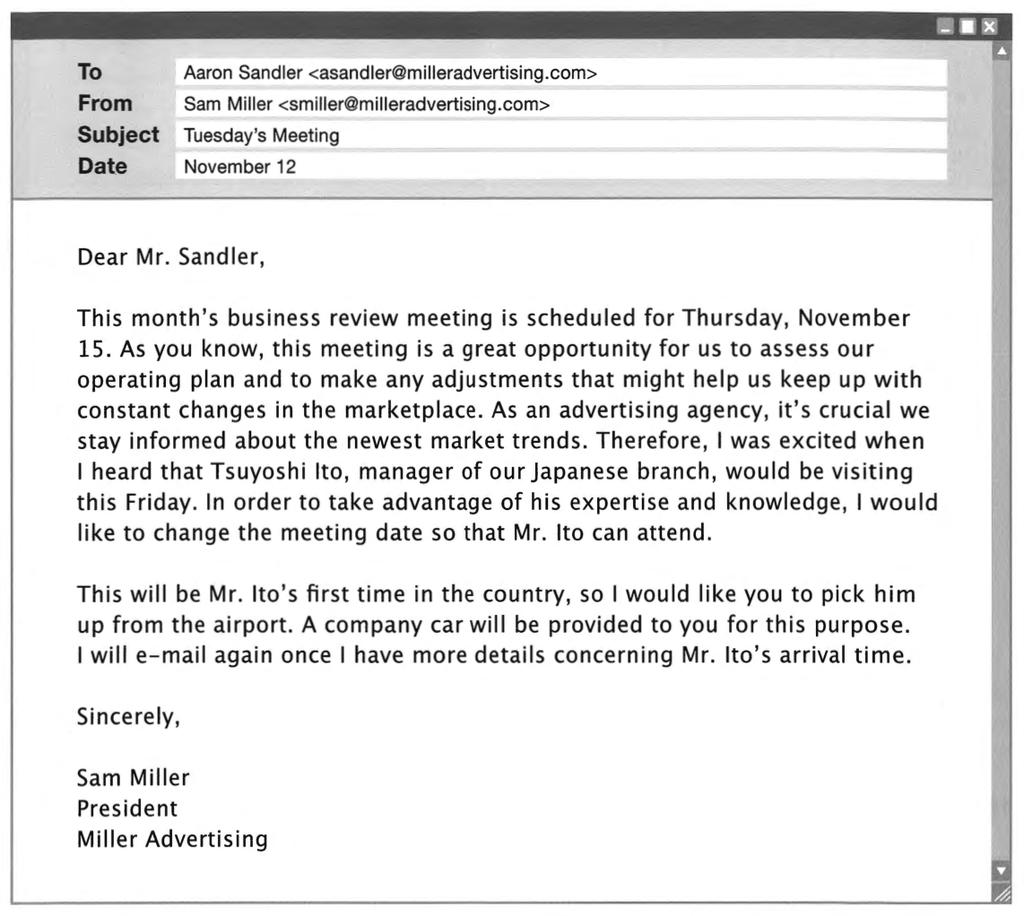 To Aaron Sandler <asandler@milleradvertising.com>
From Sam Miller <smiller@milleradvertising.com>
Subject Tuesday's Meeting
Date November 12
Dear Mr. Sandler,
This month's business review meeting is scheduled for Thursday, November
15. As you know, this meeting is a great opportunity for us to assess our
operating plan and to make any adjustments that might help us keep up with
constant changes in the marketplace. As an advertising agency, it's crucial we
stay informed about the newest market trends. Therefore, I was excited when
I heard that Tsuyoshi Ito, manager of our Japanese branch, would be visiting
this Friday. In order to take advantage of his expertise and knowledge, I would
like to change the meeting date so that Mr. Ito can attend.
This will be Mr. Ito's first time in the country, so I would like you to pick him
up from the airport. A company car will be provided to you for this purpose.
I will e-mail again once I have more details concerning Mr. Ito's arrival time.
Sincerely,
Sam Miller
President
Miller Advertising